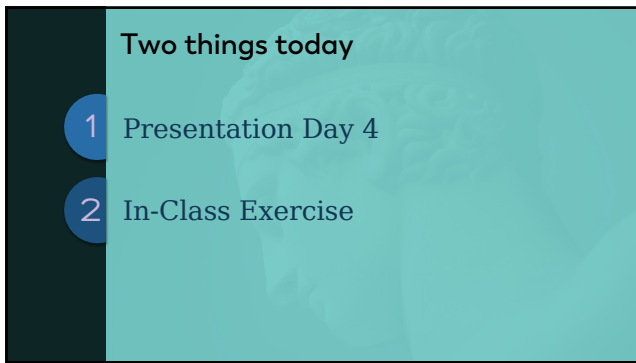 Two things today
1 Presentation Day 4
2 In-Class Exercise